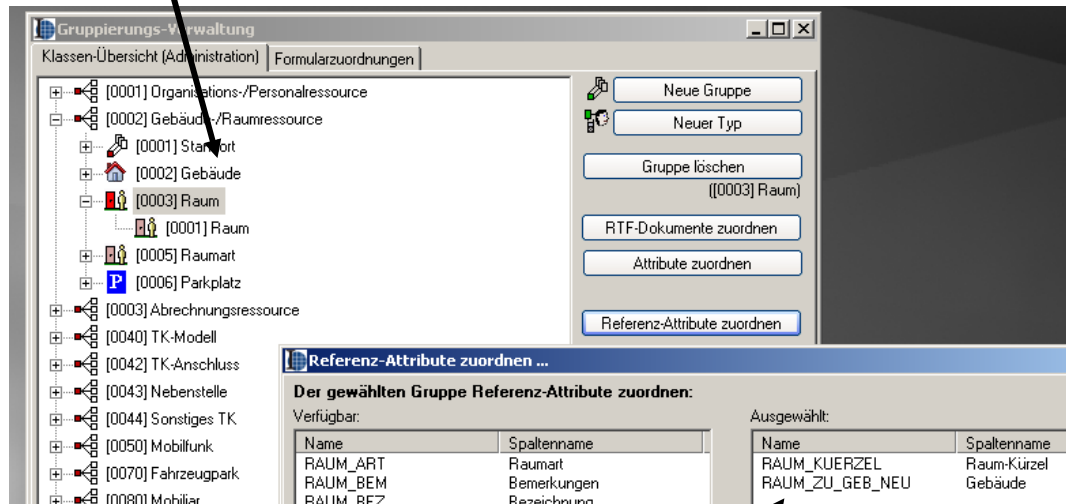 Gruppierungs-Verwaltung
Klassen-Übersicht (Administration) Formularzuordnungen
[0001] Organisations-/Personalressource
[0002] Gebäude-/Raumressource
[0001] Standort
[0002] Gebäude
[0003] Raum
[0001] Raum
[0005] Raumart
P [0006] Parkplatz
[0003] Abrechnungsressource
[0040] TK-Modell
[0042] TK-Anschluss
[0043] Nebenstelle
[0044] Sonstiges TK
[0050] Mobilfunk
[0070] Fahrzeugpark
[0080] Mobiliar
Neue Gruppe
Neuer Typ
Gruppe löschen
([0003] Raum)
RTF-Dokumente zuordnen
Attribute zuordnen
Referenz-Attribute zuordnen
Referenz-Attribute zuordnen ...
Der gewählten Gruppe Referenz-Attribute zuordnen:
Verfügbar:
Name Spaltenname
RAUM_ART Raumart
RAUM_BEM Bemerkungen
RAUM_BEZ Bezeichnung
Ausgewählt:
Name Spaltenname
RAUM_KUERZEL Raum-Kürzel
RAUM_ZU_GEB_NEU Gebäude